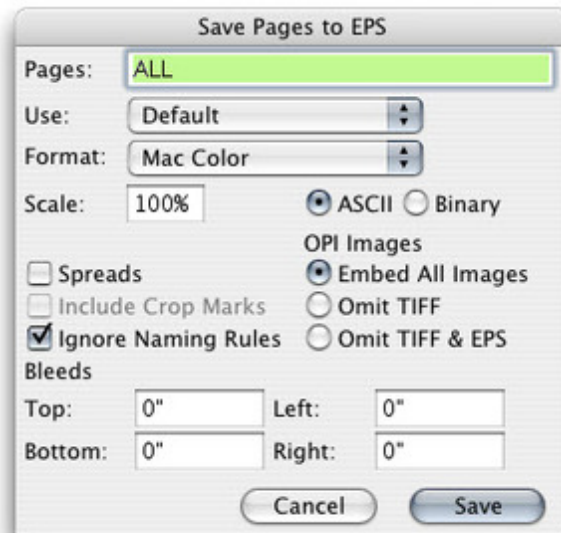 Save Pages to EPS
Pages: ALL
Use: Default
Format: Mac Color
Scale: 100% ASCII Binary
OPI Images
Spreads Embed All Images
Include Crop Marks Omit TIFF
Ignore Naming Rules Omit TIFF & EPS
Bleeds
Top: 0" Left: 0"
Bottom: 0" Right: 0"
Cancel Save